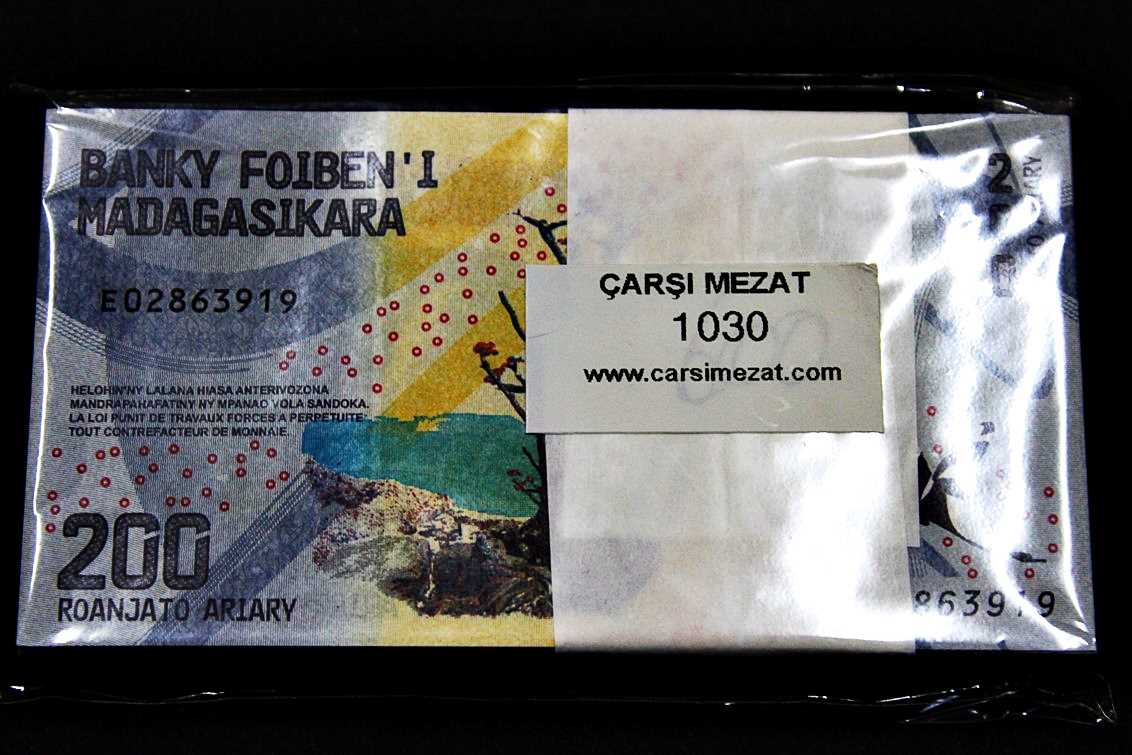 BANKY FOIBEN'I
MADAGASIKARA
E02863919
HELOHIN'NY LALANA HIASA ANTERIVOZONA
MANDRAPAHAFATINY NY MPANAO VOLA SANDOKA.
LA LOI PUNIT DE TRAVAUX FORCES A PERPETUITE
TOUT CONTREFACTEUR DE MONNAIE.
200
ROANJATO ARIARY
ÇARŞI MEZAT
1030
www.carsimezat.com
2
863919